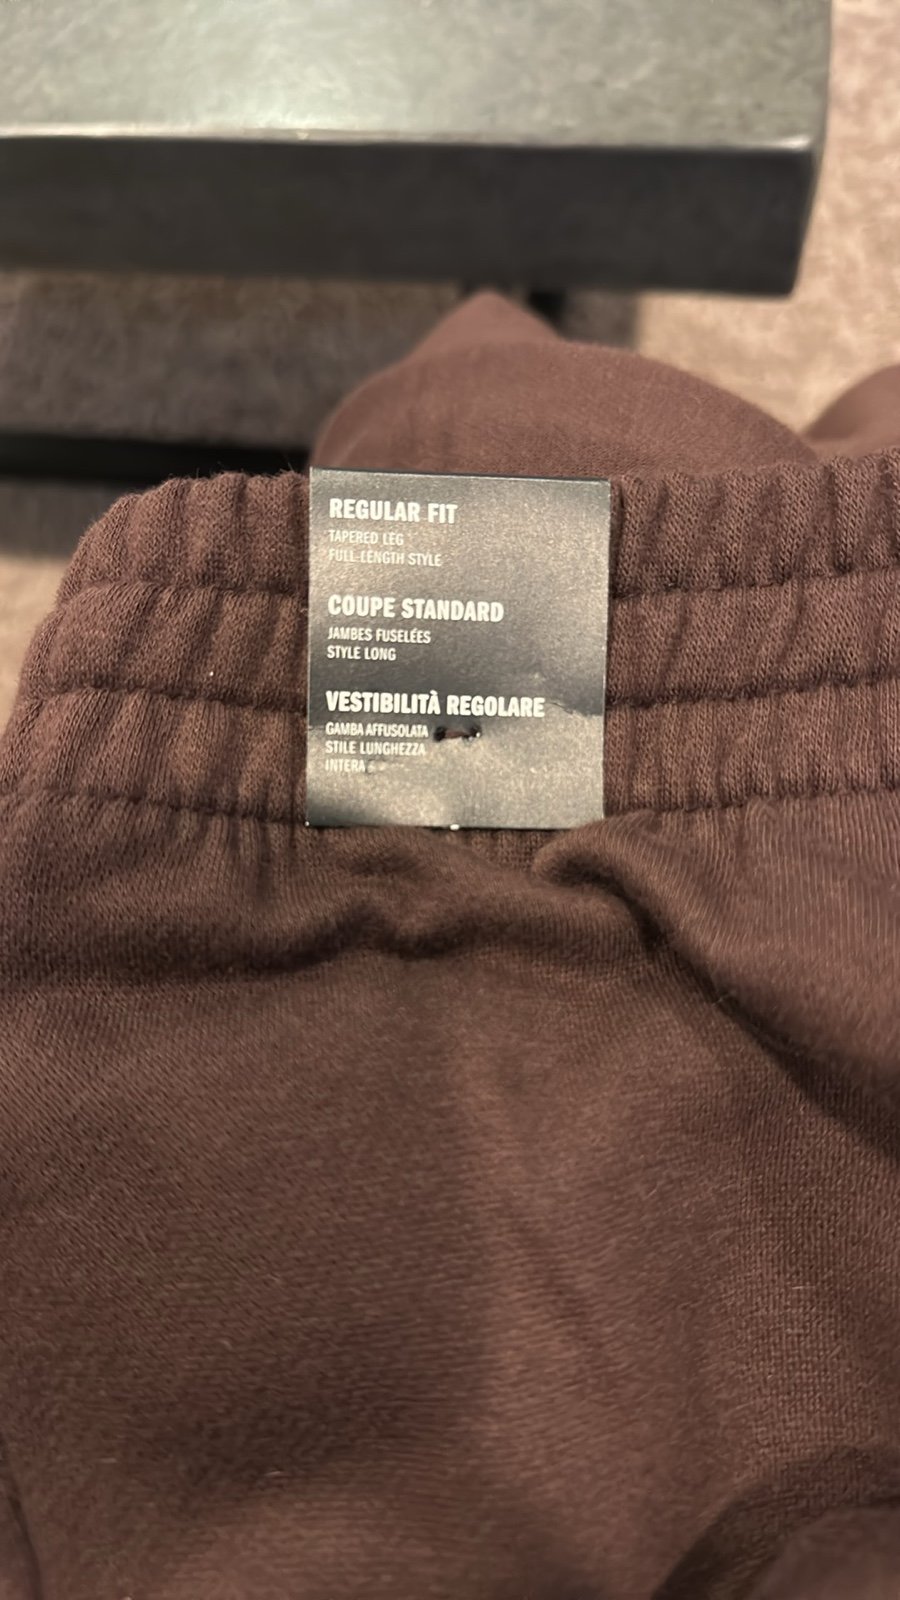 REGULAR FIT
TAPERED LEG
FULL-LENGTH STYLE
COUPE STANDARD
JAMBES FUSELÉES
STYLE LONG
VESTIBILITÀ REGOLARE
GAMBA AFFUSOLATA
STILE LUNGHEZZA
INTERA